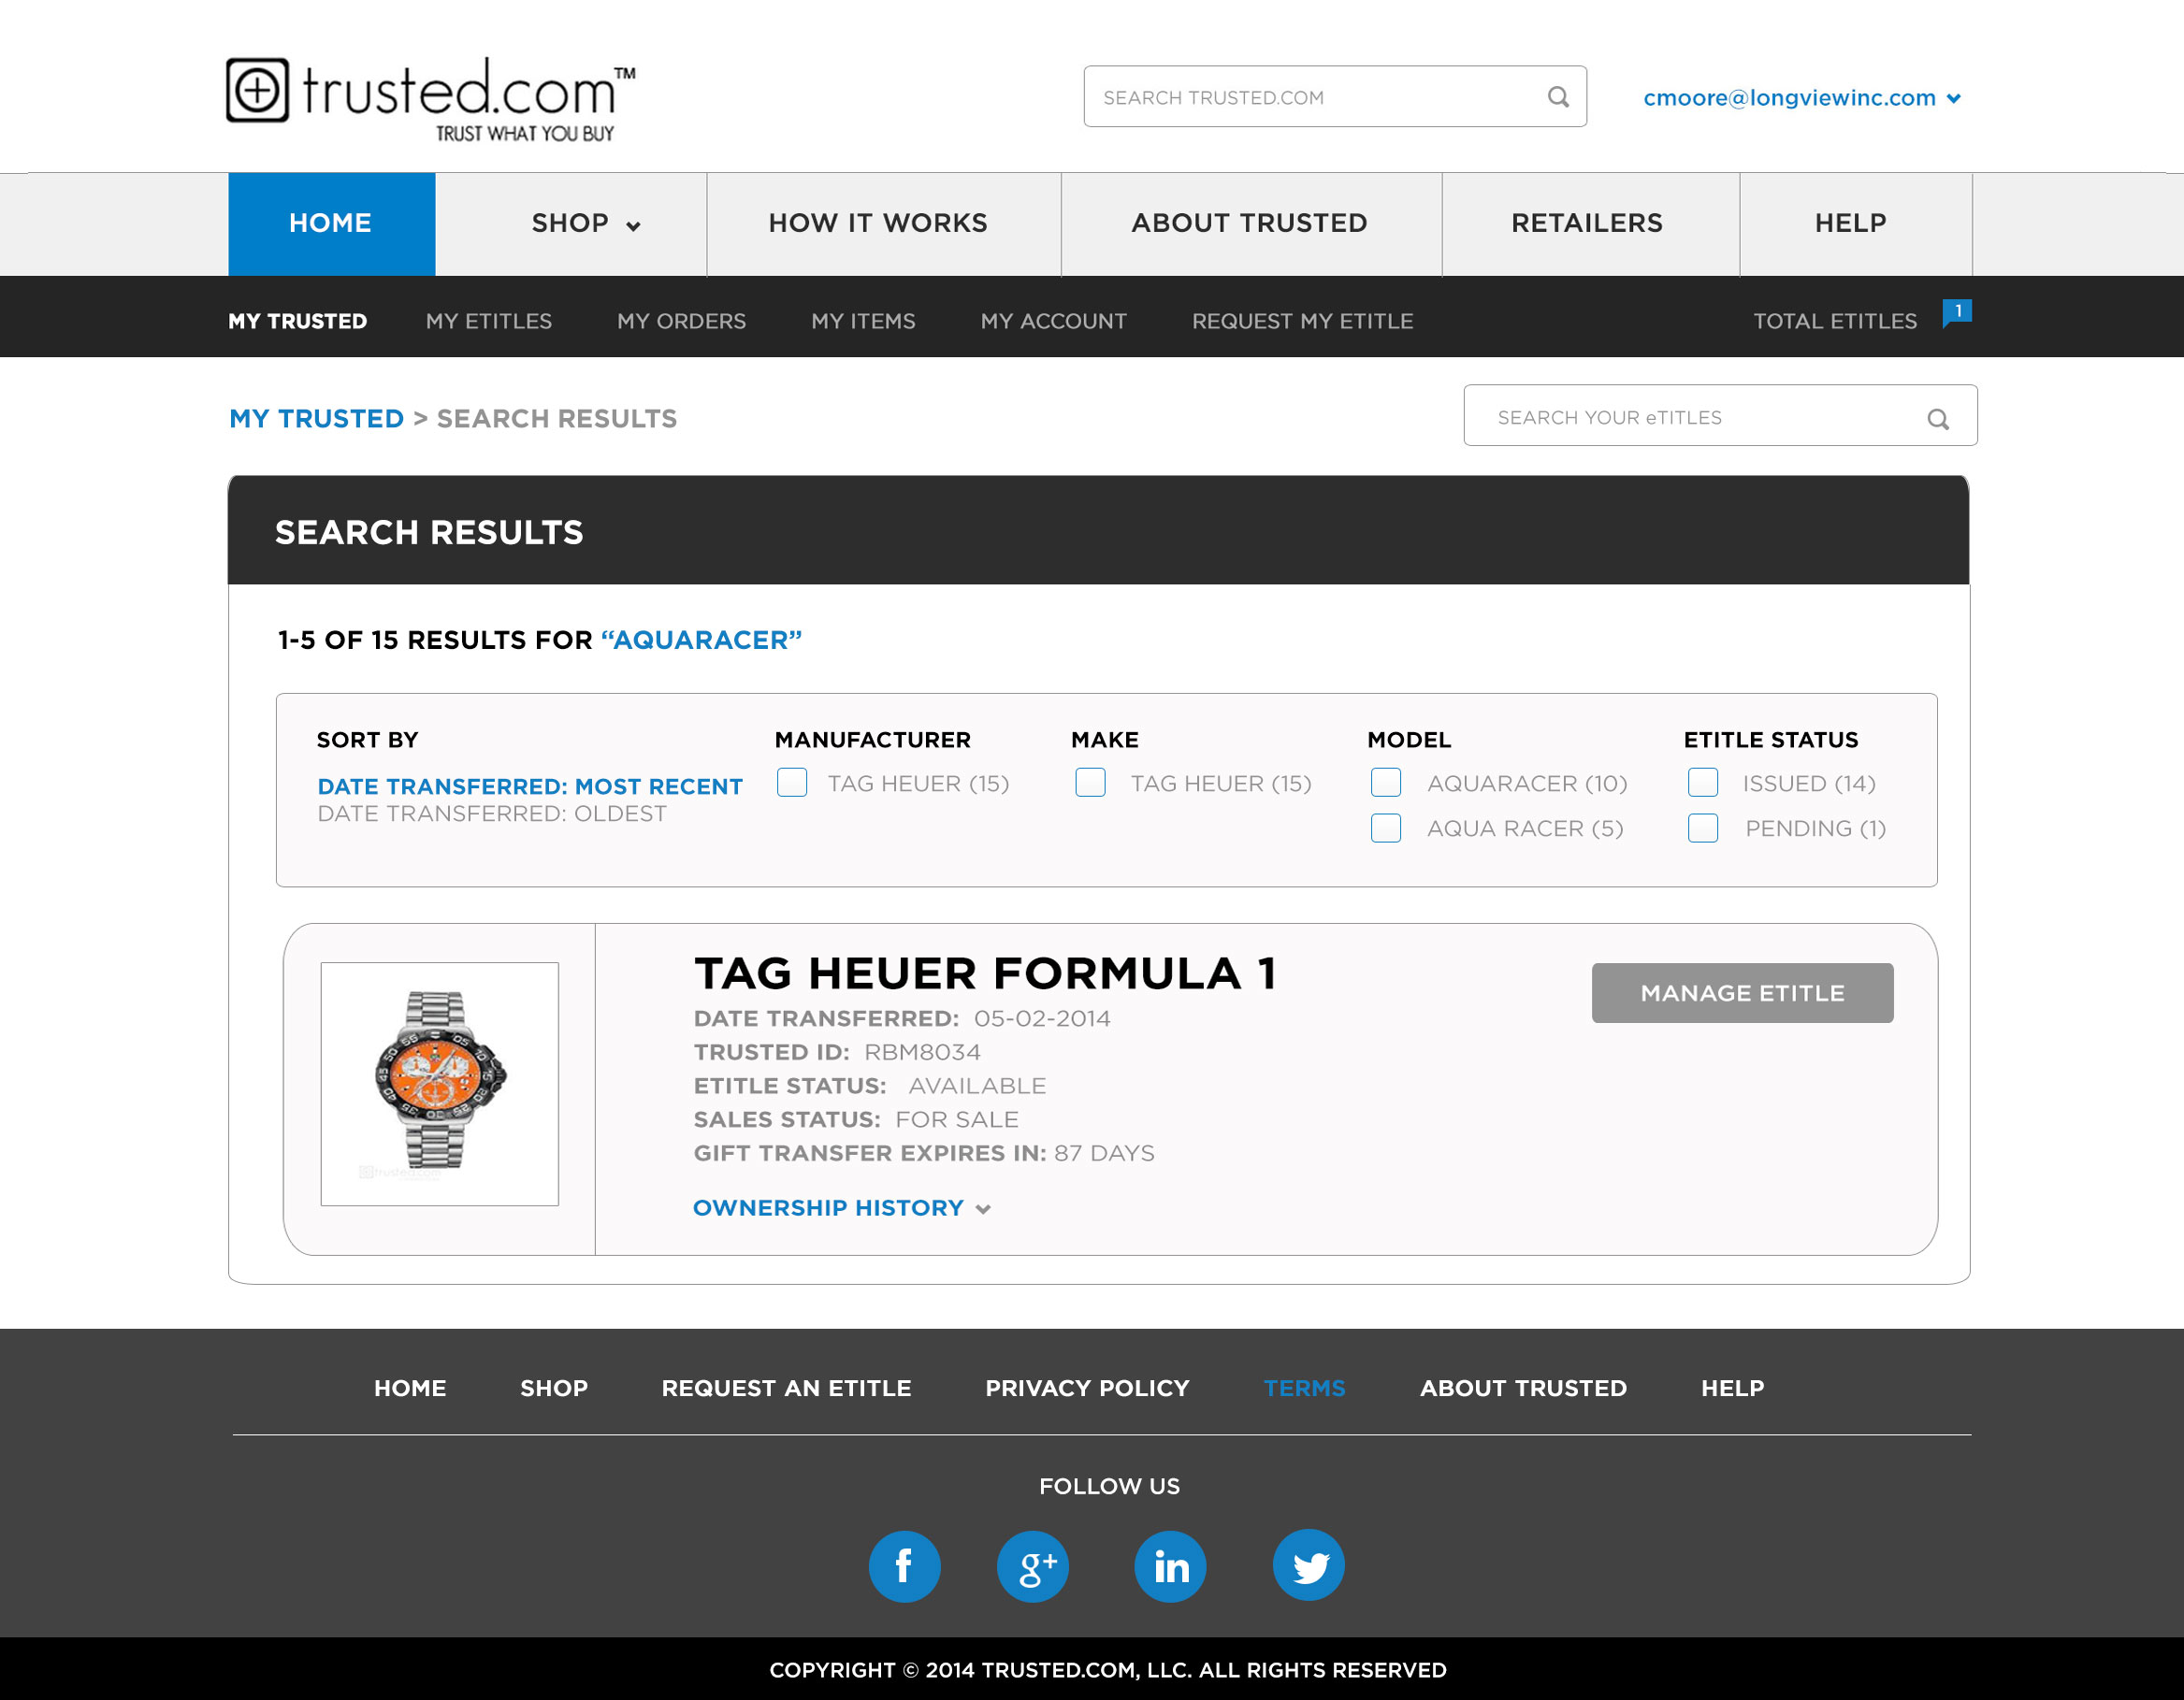 trusted.com™
TRUST WHAT YOU BUY
SEARCH TRUSTED.COM
cmoore@longviewinc.com
HOME
SHOP
HOW IT WORKS
ABOUT TRUSTED
RETAILERS
HELP
MY TRUSTED
MY ETITLES
MY ORDERS
MY ITEMS
MY ACCOUNT
REQUEST MY ETITLE
TOTAL ETITLES
1
MY TRUSTED > SEARCH RESULTS
SEARCH YOUR eTITLES
SEARCH RESULTS
1-5 OF 15 RESULTS FOR “AQUARACER”
SORT BY
DATE TRANSFERRED: MOST RECENT
DATE TRANSFERRED: OLDEST
MANUFACTURER
TAG HEUER (15)
MAKE
TAG HEUER (15)
MODEL
AQUARACER (10)
AQUA RACER (5)
ETITLE STATUS
ISSUED (14)
PENDING (1)
trusted.com
TAG HEUER FORMULA 1
DATE TRANSFERRED: 05-02-2014
TRUSTED ID: RBM8034
ETITLE STATUS: AVAILABLE
SALES STATUS: FOR SALE
GIFT TRANSFER EXPIRES IN: 87 DAYS
OWNERSHIP HISTORY
MANAGE ETITLE
HOME
SHOP
REQUEST AN ETITLE
PRIVACY POLICY
TERMS
ABOUT TRUSTED
HELP
FOLLOW US
f
g+
in
COPYRIGHT © 2014 TRUSTED.COM, LLC. ALL RIGHTS RESERVED